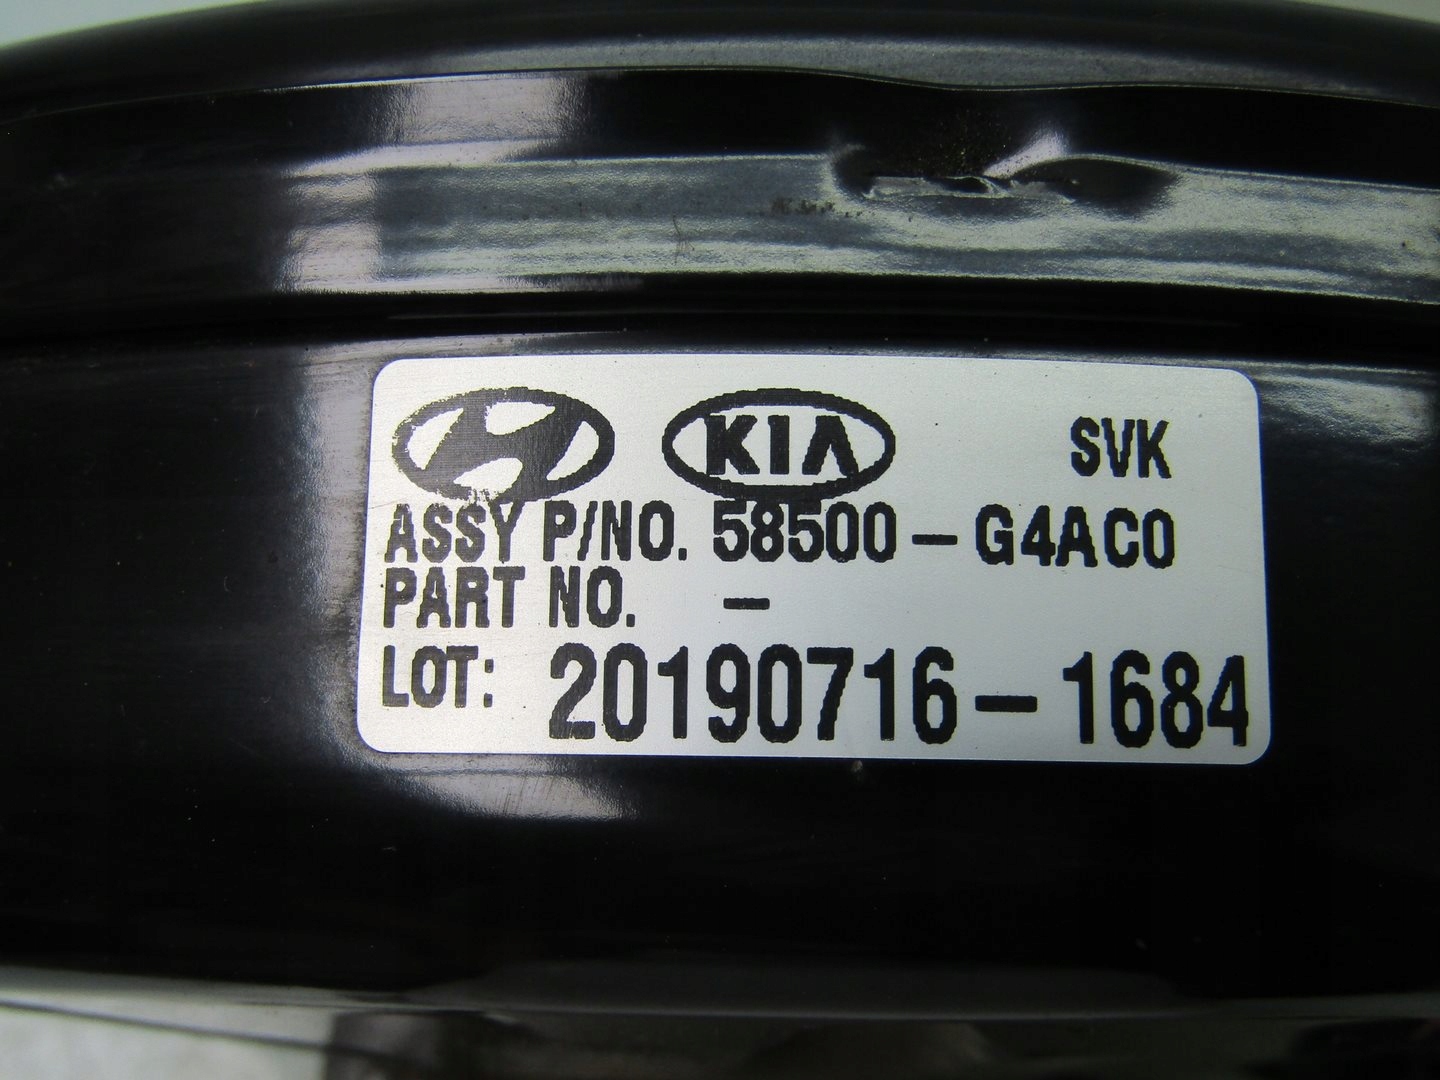 KIA SVK
ASSY P/NO. 58500-G4AC0
PART NO. -
LOT: 20190716-1684